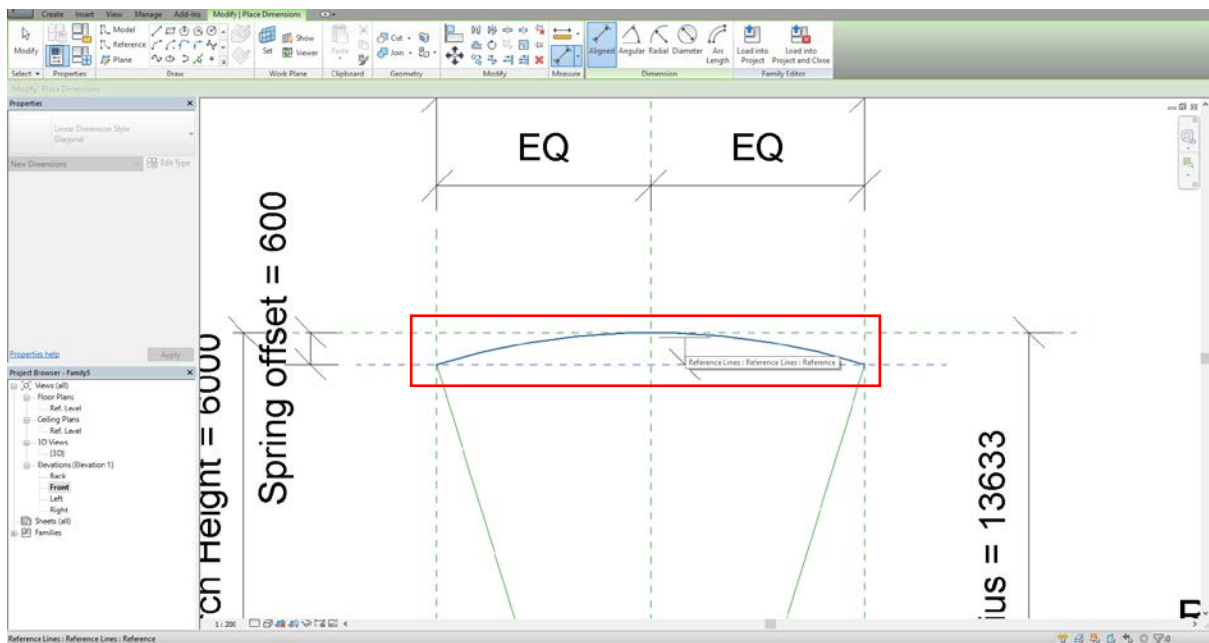 Create Insert View Manage Add-Ins Modify | Place Dimensions
Modify
Model
Reference
Plane
Set
Show
Viewer
Paste
Cut
Join
Aligned Angular Radial Diameter Arc Length
Load into Project
Load into Project and Close
Select Properties Draw Work Plane Clipboard Geometry Modify Measure Dimension Family Editor
Modify | Place Dimensions
Properties
Linear Dimension Style
Diagonal
New Dimensions
Edit Type
Properties help
Apply
Project Browser - Family5
Views (all)
Floor Plans
Ref. Level
Ceiling Plans
Ref. Level
3D Views
{3D}
Elevations (Elevation 1)
Back
Front
Left
Right
Sheets (all)
Families
EQ
EQ
rch Height = 6000
Spring offset = 600
Reference Lines : Reference Lines : Reference
ius = 13633
1 : 200
Reference Lines : Reference Lines : Reference